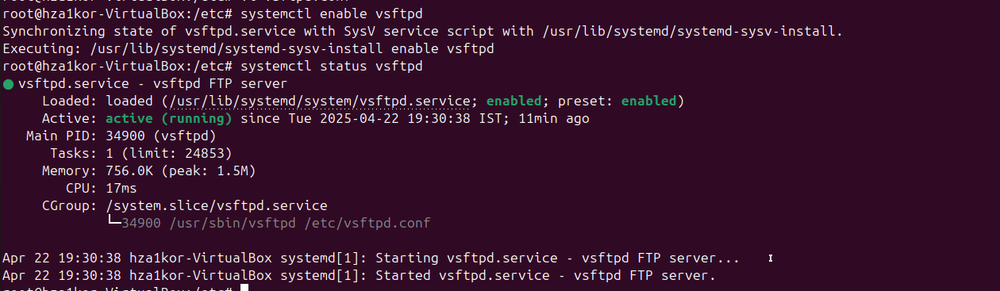 root@hza1kor-VirtualBox:/etc# systemctl enable vsftpd
Synchronizing state of vsftpd.service with SysV service script with /usr/lib/systemd/systemd-sysv-install.
Executing: /usr/lib/systemd/systemd-sysv-install enable vsftpd
root@hza1kor-VirtualBox:/etc# systemctl status vsftpd
● vsftpd.service - vsftpd FTP server
     Loaded: loaded (/usr/lib/systemd/system/vsftpd.service; enabled; preset: enabled)
     Active: active (running) since Tue 2025-04-22 19:30:38 IST; 11min ago
   Main PID: 34900 (vsftpd)
      Tasks: 1 (limit: 24853)
     Memory: 756.0K (peak: 1.5M)
        CPU: 17ms
     CGroup: /system.slice/vsftpd.service
             └─34900 /usr/sbin/vsftpd /etc/vsftpd.conf
Apr 22 19:30:38 hza1kor-VirtualBox systemd[1]: Starting vsftpd.service - vsftpd FTP server...
Apr 22 19:30:38 hza1kor-VirtualBox systemd[1]: Started vsftpd.service - vsftpd FTP server.
root@hza1kor-VirtualBox:/etc#